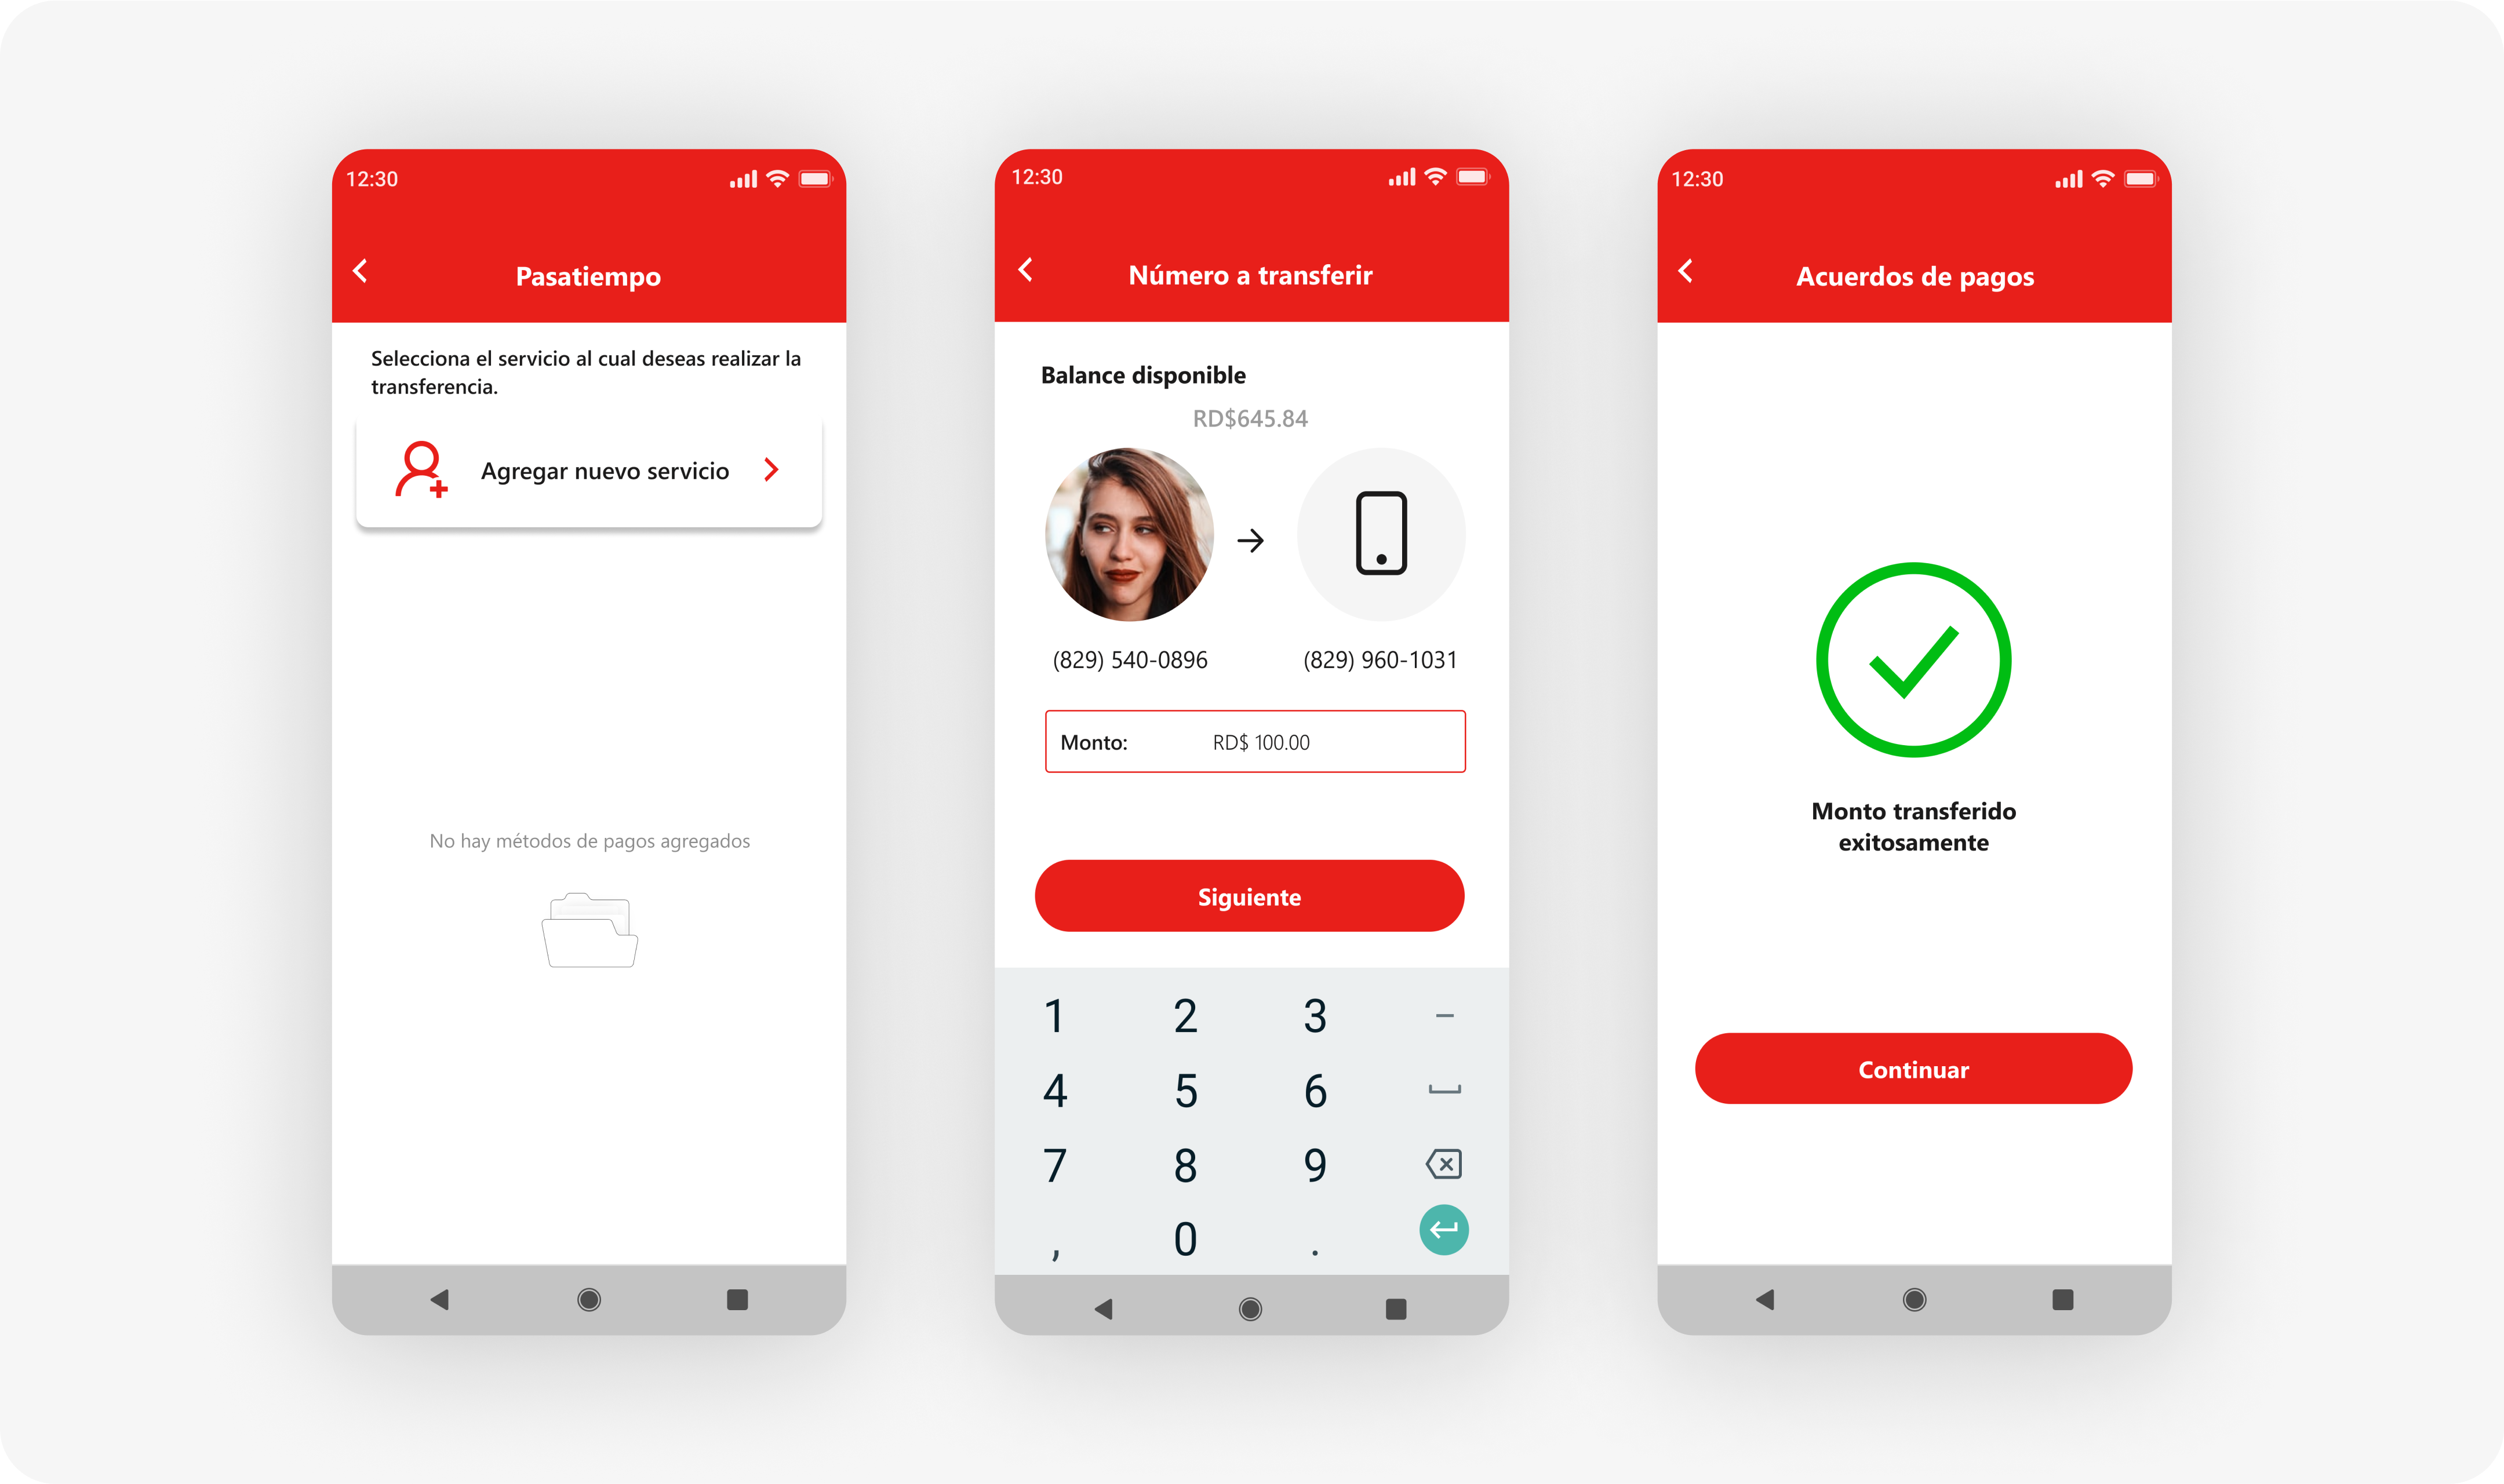 12:30
Pasatiempo
Selecciona el servicio al cual deseas realizar la
transferencia.
Agregar nuevo servicio
No hay métodos de pagos agregados
12:30
Número a transferir
Balance disponible
RD$645.84
(829) 540-0896
(829) 960-1031
Monto: RD$ 100.00
Siguiente
1 2 3 –
4 5 6
7 8 9
, 0 .
12:30
Acuerdos de pagos
Monto transferido
exitosamente
Continuar